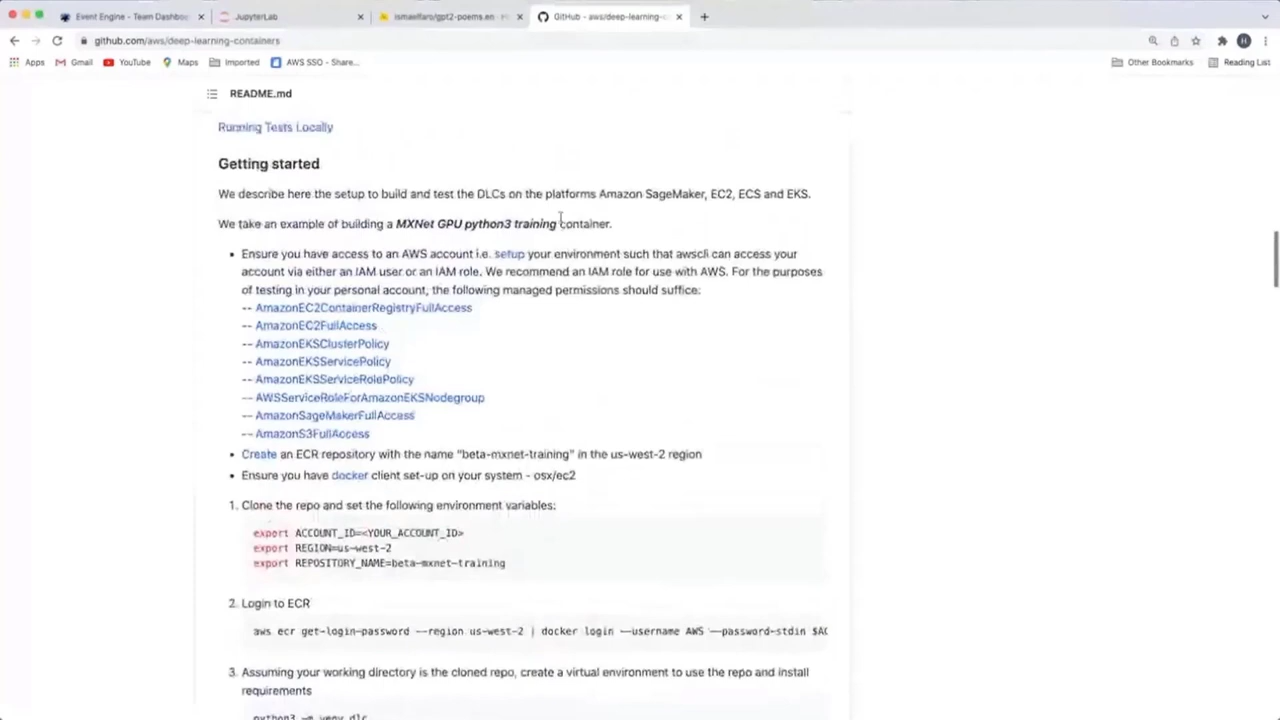 Event Engine - Team Dashbo
JupyterLab
ismaelfaro/gpt2-poems.en
GitHub - aws/deep-learning-c
github.com/aws/deep-learning-containers
H
Apps
Gmail
YouTube
Maps
Imported
AWS SSO - Share...
Other Bookmarks
Reading List
README.md
Running Tests Locally
Getting started
We describe here the setup to build and test the DLCs on the platforms Amazon SageMaker, EC2, ECS and EKS.
We take an example of building a MXNet GPU python3 training container.
• Ensure you have access to an AWS account i.e. setup your environment such that awscli can access your
account via either an IAM user or an IAM role. We recommend an IAM role for use with AWS. For the purposes
of testing in your personal account, the following managed permissions should suffice:
-- AmazonEC2ContainerRegistryFullAccess
-- AmazonEC2FullAccess
-- AmazonEKSClusterPolicy
-- AmazonEKSServicePolicy
-- AmazonEKSServiceRolePolicy
-- AWSServiceRoleForAmazonEKSNodegroup
-- AmazonSageMakerFullAccess
-- AmazonS3FullAccess
• Create an ECR repository with the name "beta-mxnet-training" in the us-west-2 region
• Ensure you have docker client set-up on your system - osx/ec2
1. Clone the repo and set the following environment variables:
export ACCOUNT_ID=<YOUR_ACCOUNT_ID>
export REGION=us-west-2
export REPOSITORY_NAME=beta-mxnet-training
2. Login to ECR
aws ecr get-login-password --region us-west-2 | docker login --username AWS --password-stdin $AC
3. Assuming your working directory is the cloned repo, create a virtual environment to use the repo and install
requirements
python3 -m venv dlc